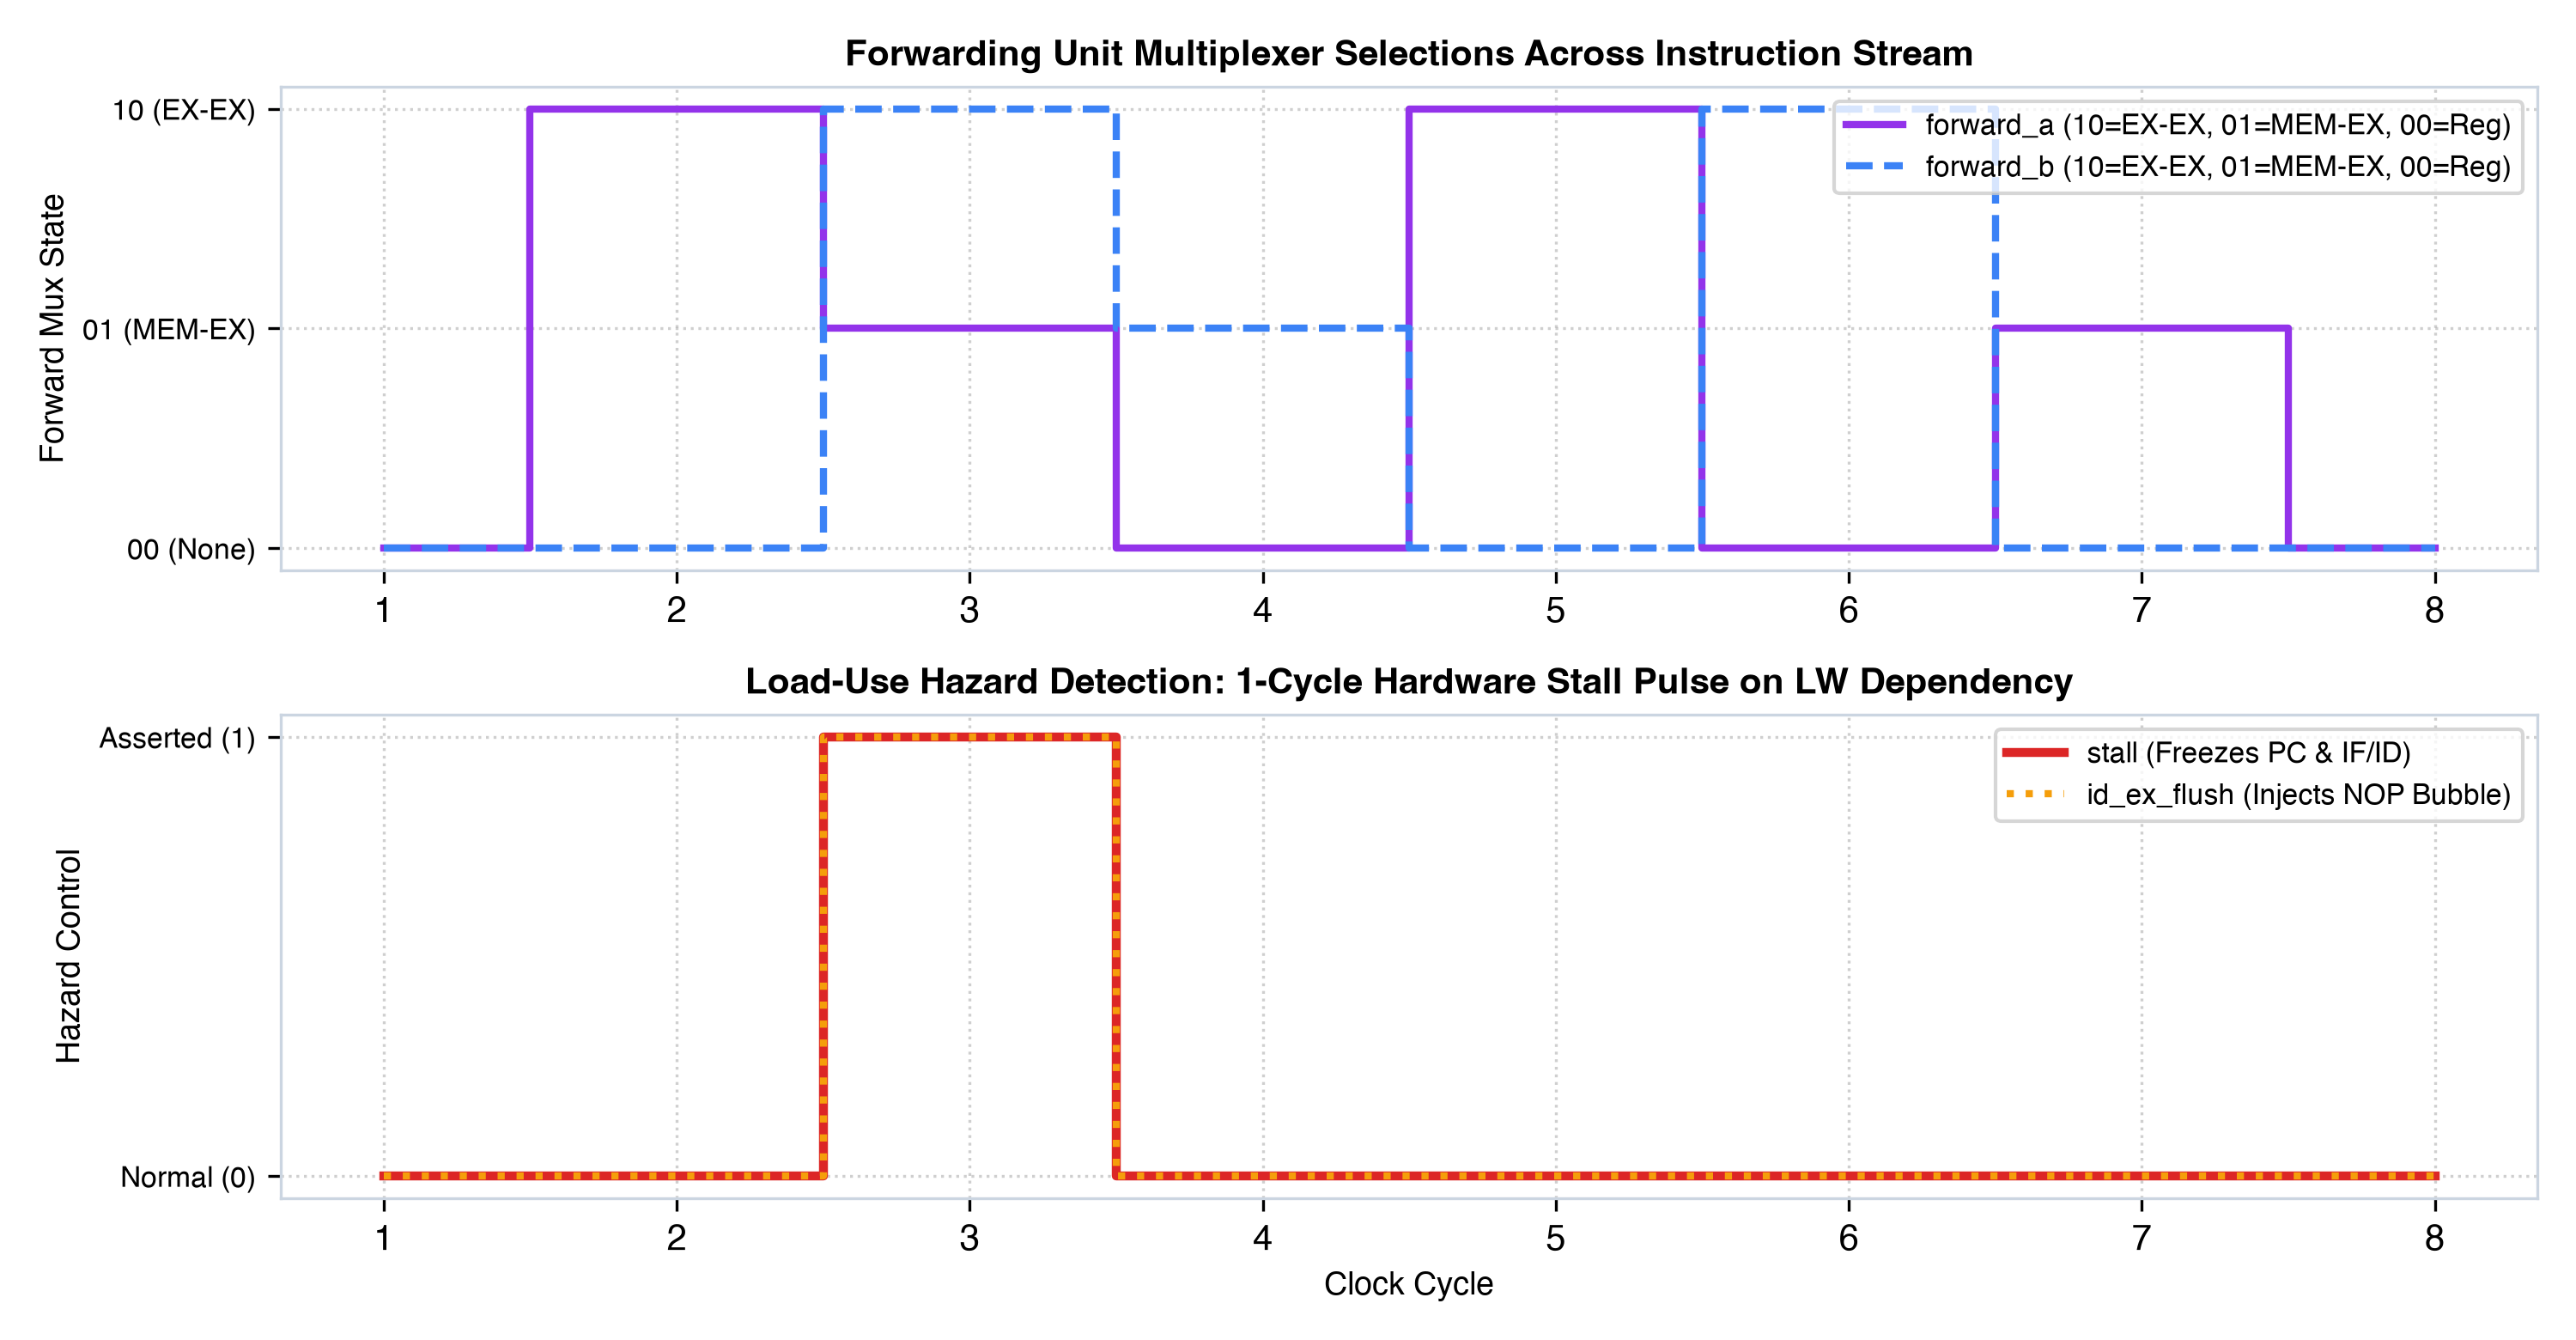 Forwarding Unit Multiplexer Selections Across Instruction Stream
Forward Mux State
10 (EX-EX)
01 (MEM-EX)
00 (None)
forward_a (10=EX-EX, 01=MEM-EX, 00=Reg)
forward_b (10=EX-EX, 01=MEM-EX, 00=Reg)
1 2 3 4 5 6 7 8
Load-Use Hazard Detection: 1-Cycle Hardware Stall Pulse on LW Dependency
Hazard Control
Asserted (1)
Normal (0)
stall (Freezes PC & IF/ID)
id_ex_flush (Injects NOP Bubble)
1 2 3 4 5 6 7 8
Clock Cycle